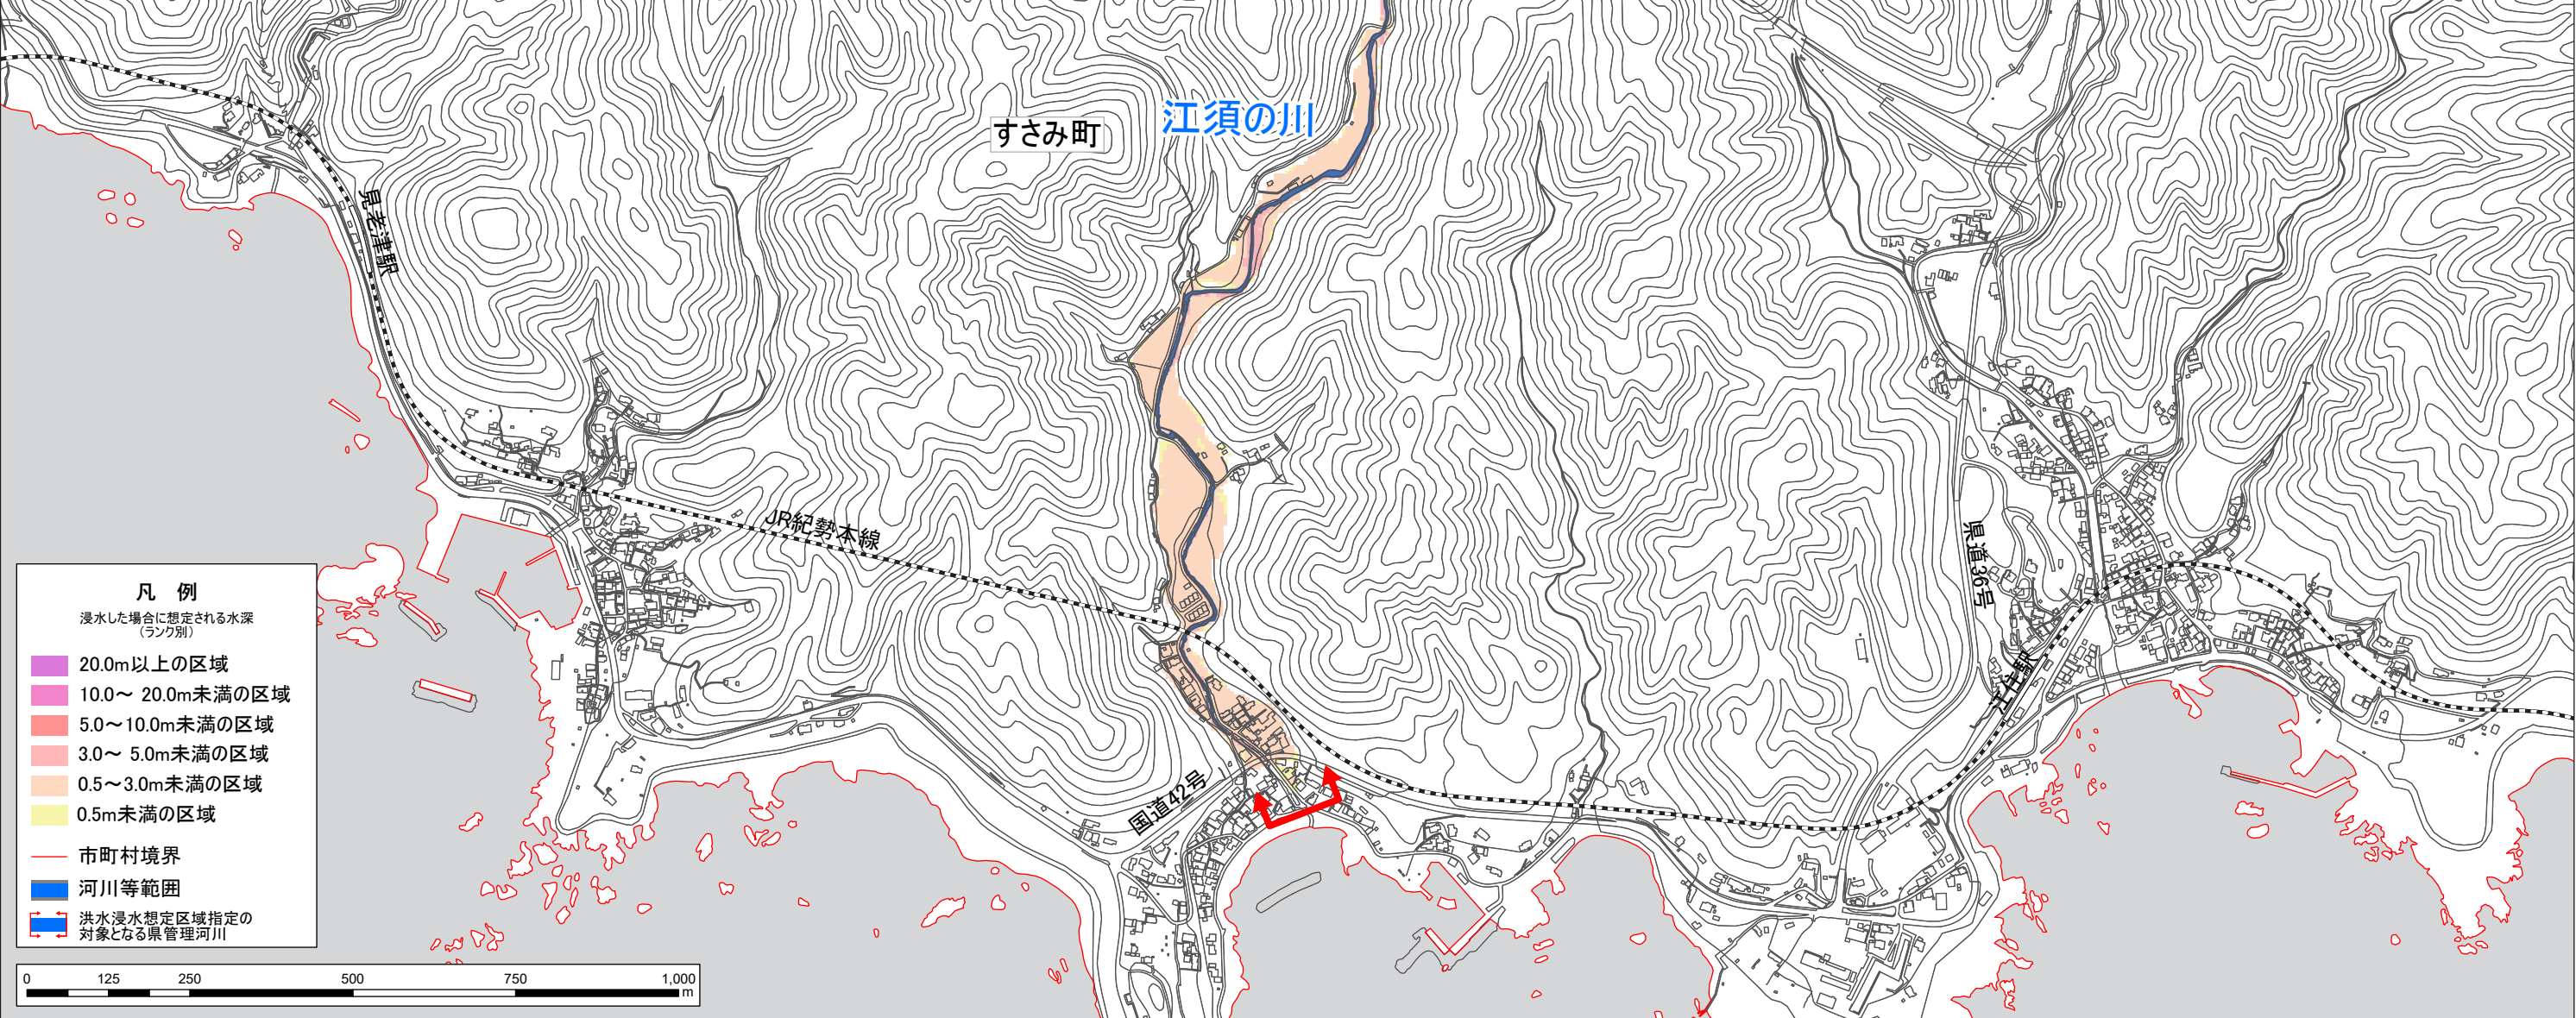 江須の川
すさみ町
見老津駅
JR紀勢本線
県道36号
江住駅
国道42号
凡 例
浸水した場合に想定される水深
(ランク別)
20.0m以上の区域
10.0～ 20.0m未満の区域
5.0～10.0m未満の区域
3.0～ 5.0m未満の区域
0.5～3.0m未満の区域
0.5m未満の区域
市町村境界
河川等範囲
洪水浸水想定区域指定の
対象となる県管理河川
0 125 250 500 750 1,000
m